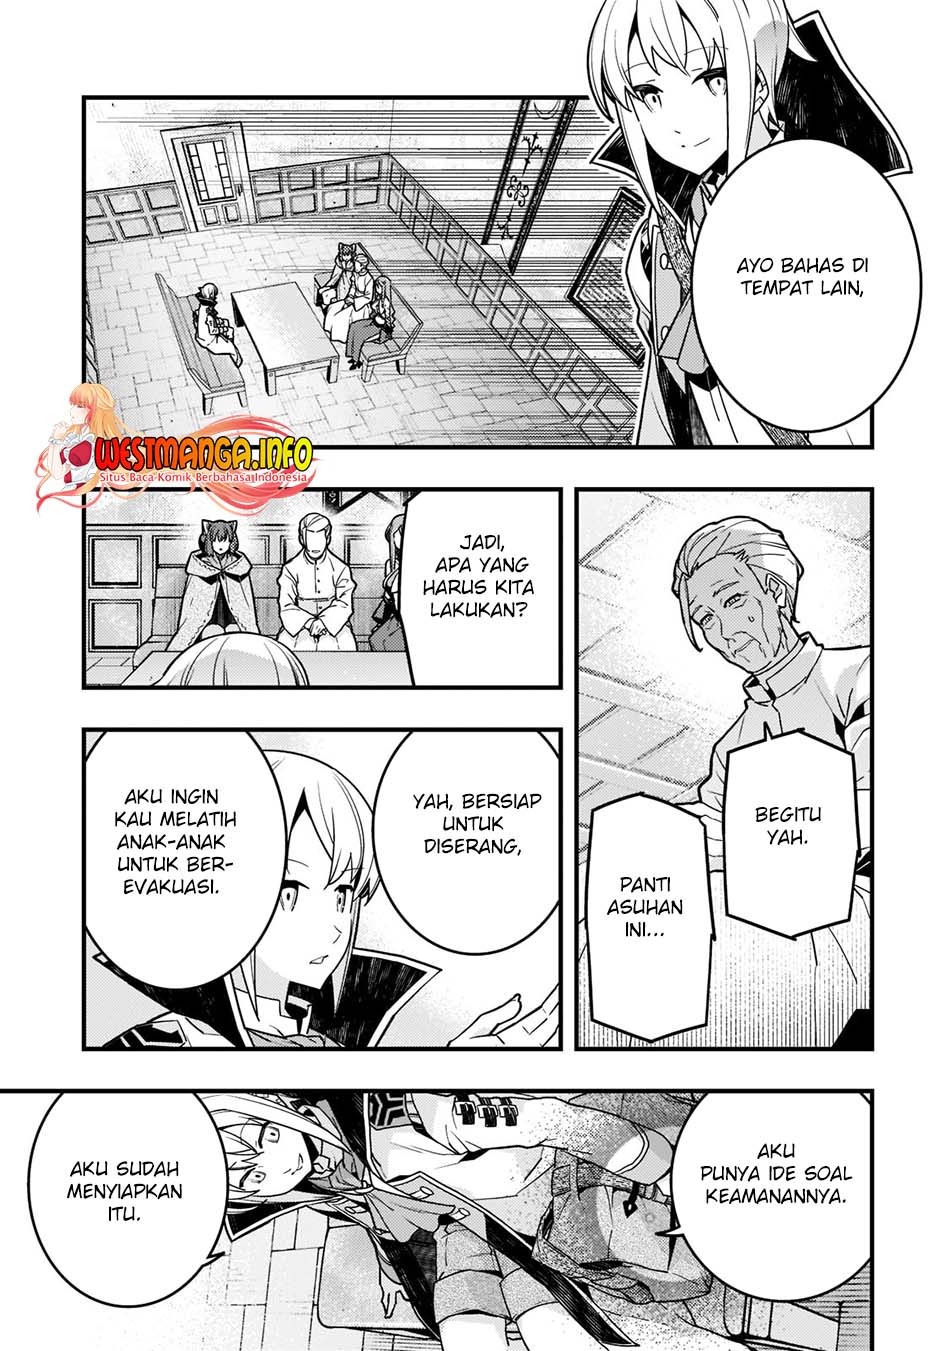 AYO BAHAS DI
TEMPAT LAIN,
WESTMANGA.INFO
Situs Baca Komik Berbahasa Indonesia
BEGITU
YAH.
PANTI
ASUHAN
INI...
JADI,
APA YANG
HARUS KITA
LAKUKAN?
YAH, BERSIAP
UNTUK
DISERANG,
AKU INGIN
KAU MELATIH
ANAK-ANAK
UNTUK BER-
EVAKUASI.
AKU
PUNYA IDE SOAL
KEAMANANNYA.
AKU SUDAH
MENYIAPKAN
ITU.